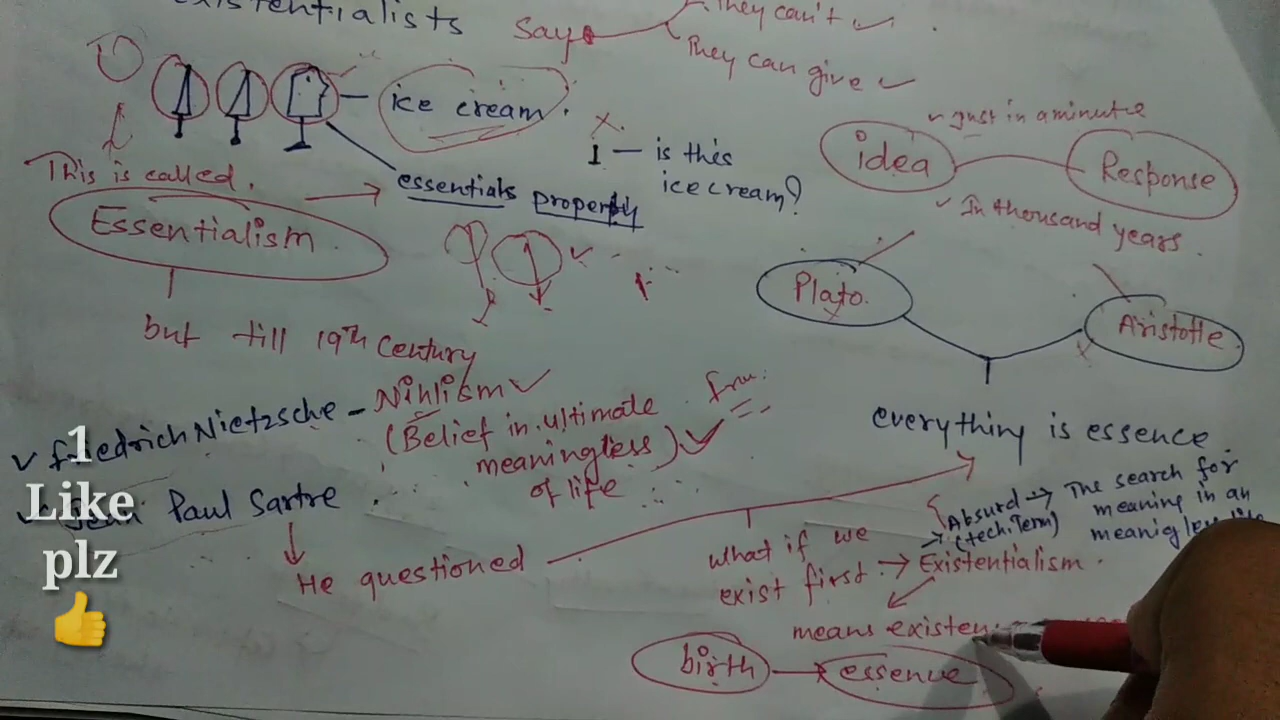 existentialists
Say
They can't
They can give
ice cream.
essentials property
1 – is this
ice cream?
This is called.
Essentialism
but till 19th century
idea
Response
just in a minute
In thousand years.
Plato.
Aristotle
everything is essence.
friedrich Nietzsche – Nihlism
(Belief in ultimate
meaningless)
of life
Paul Sartre
He questioned
what if we
exist first → Existentialism.
Absurd → The search for
(tech. Term) meaning in an
means existen
birth → essence
1
Like
plz
👍